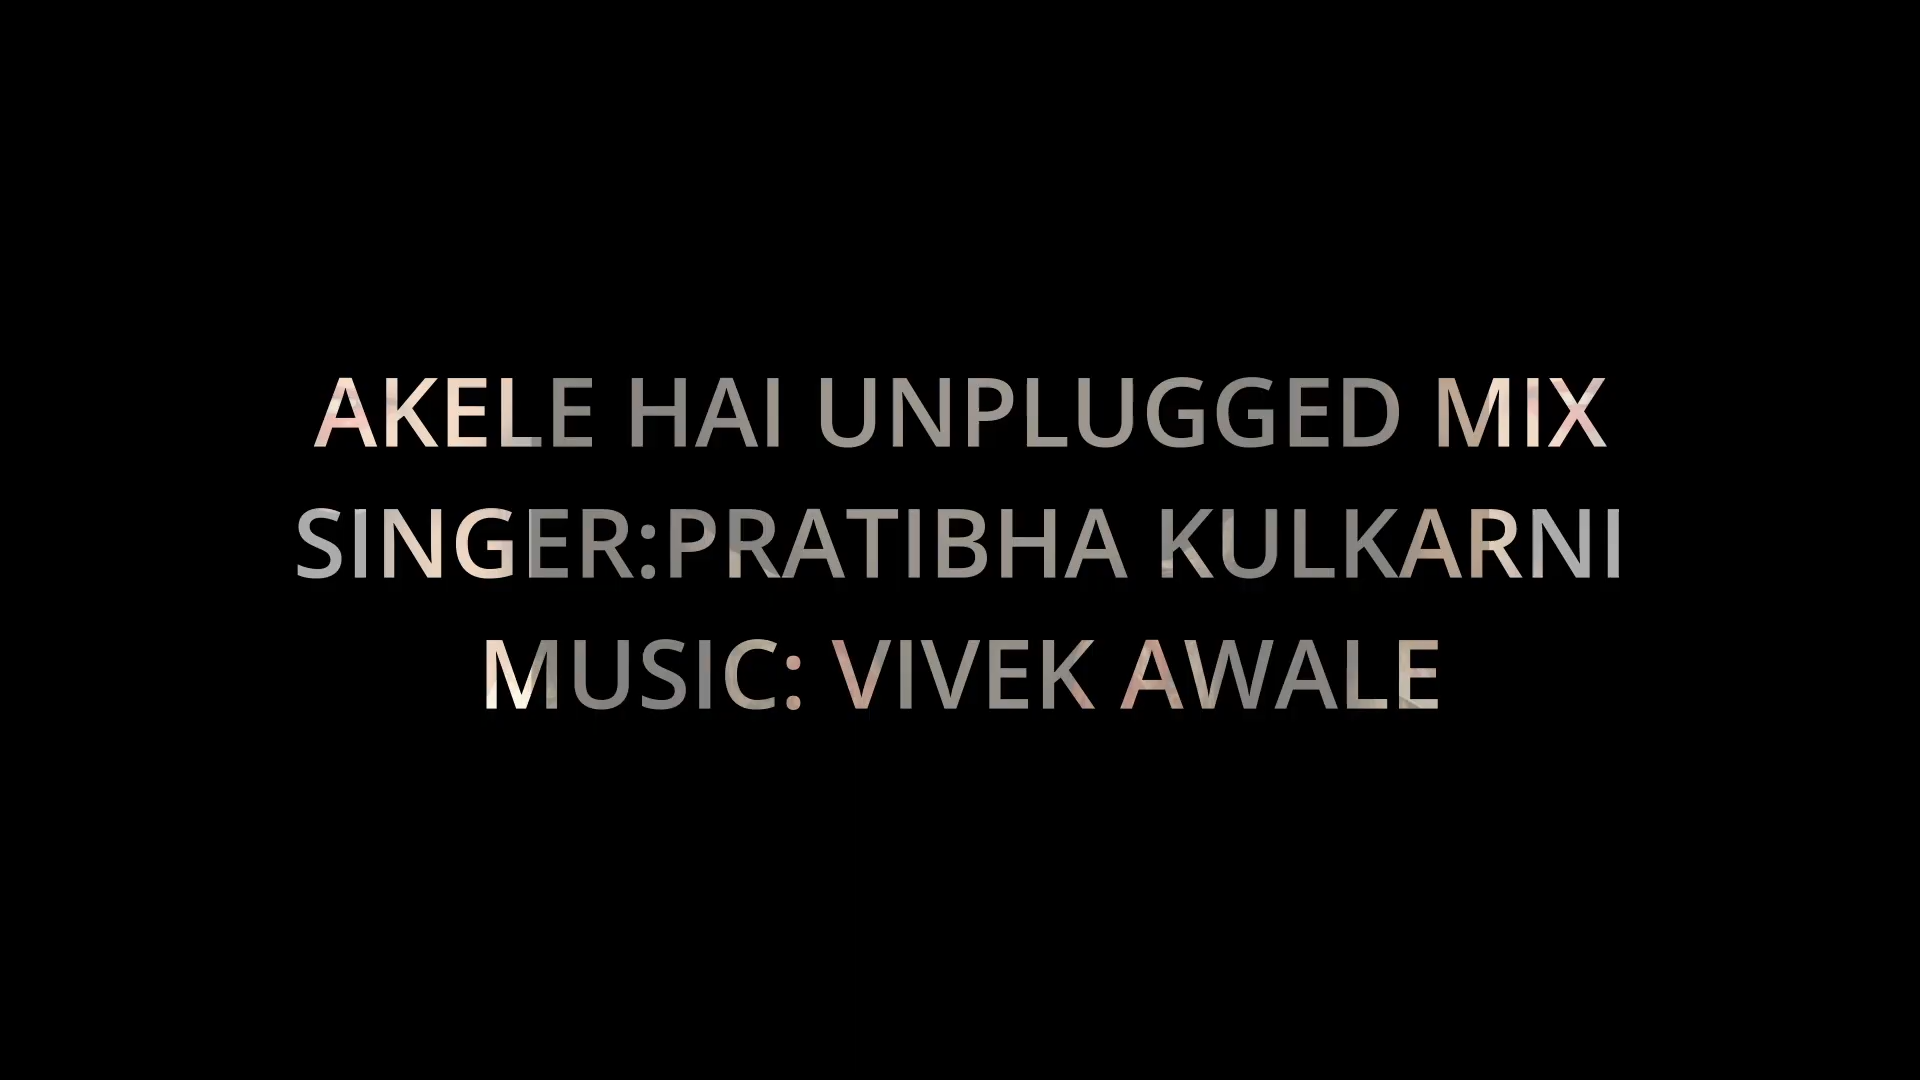 AKELE HAI UNPLUGGED MIX
SINGER:PRATIBHA KULKARNI
MUSIC: VIVEK AWALE